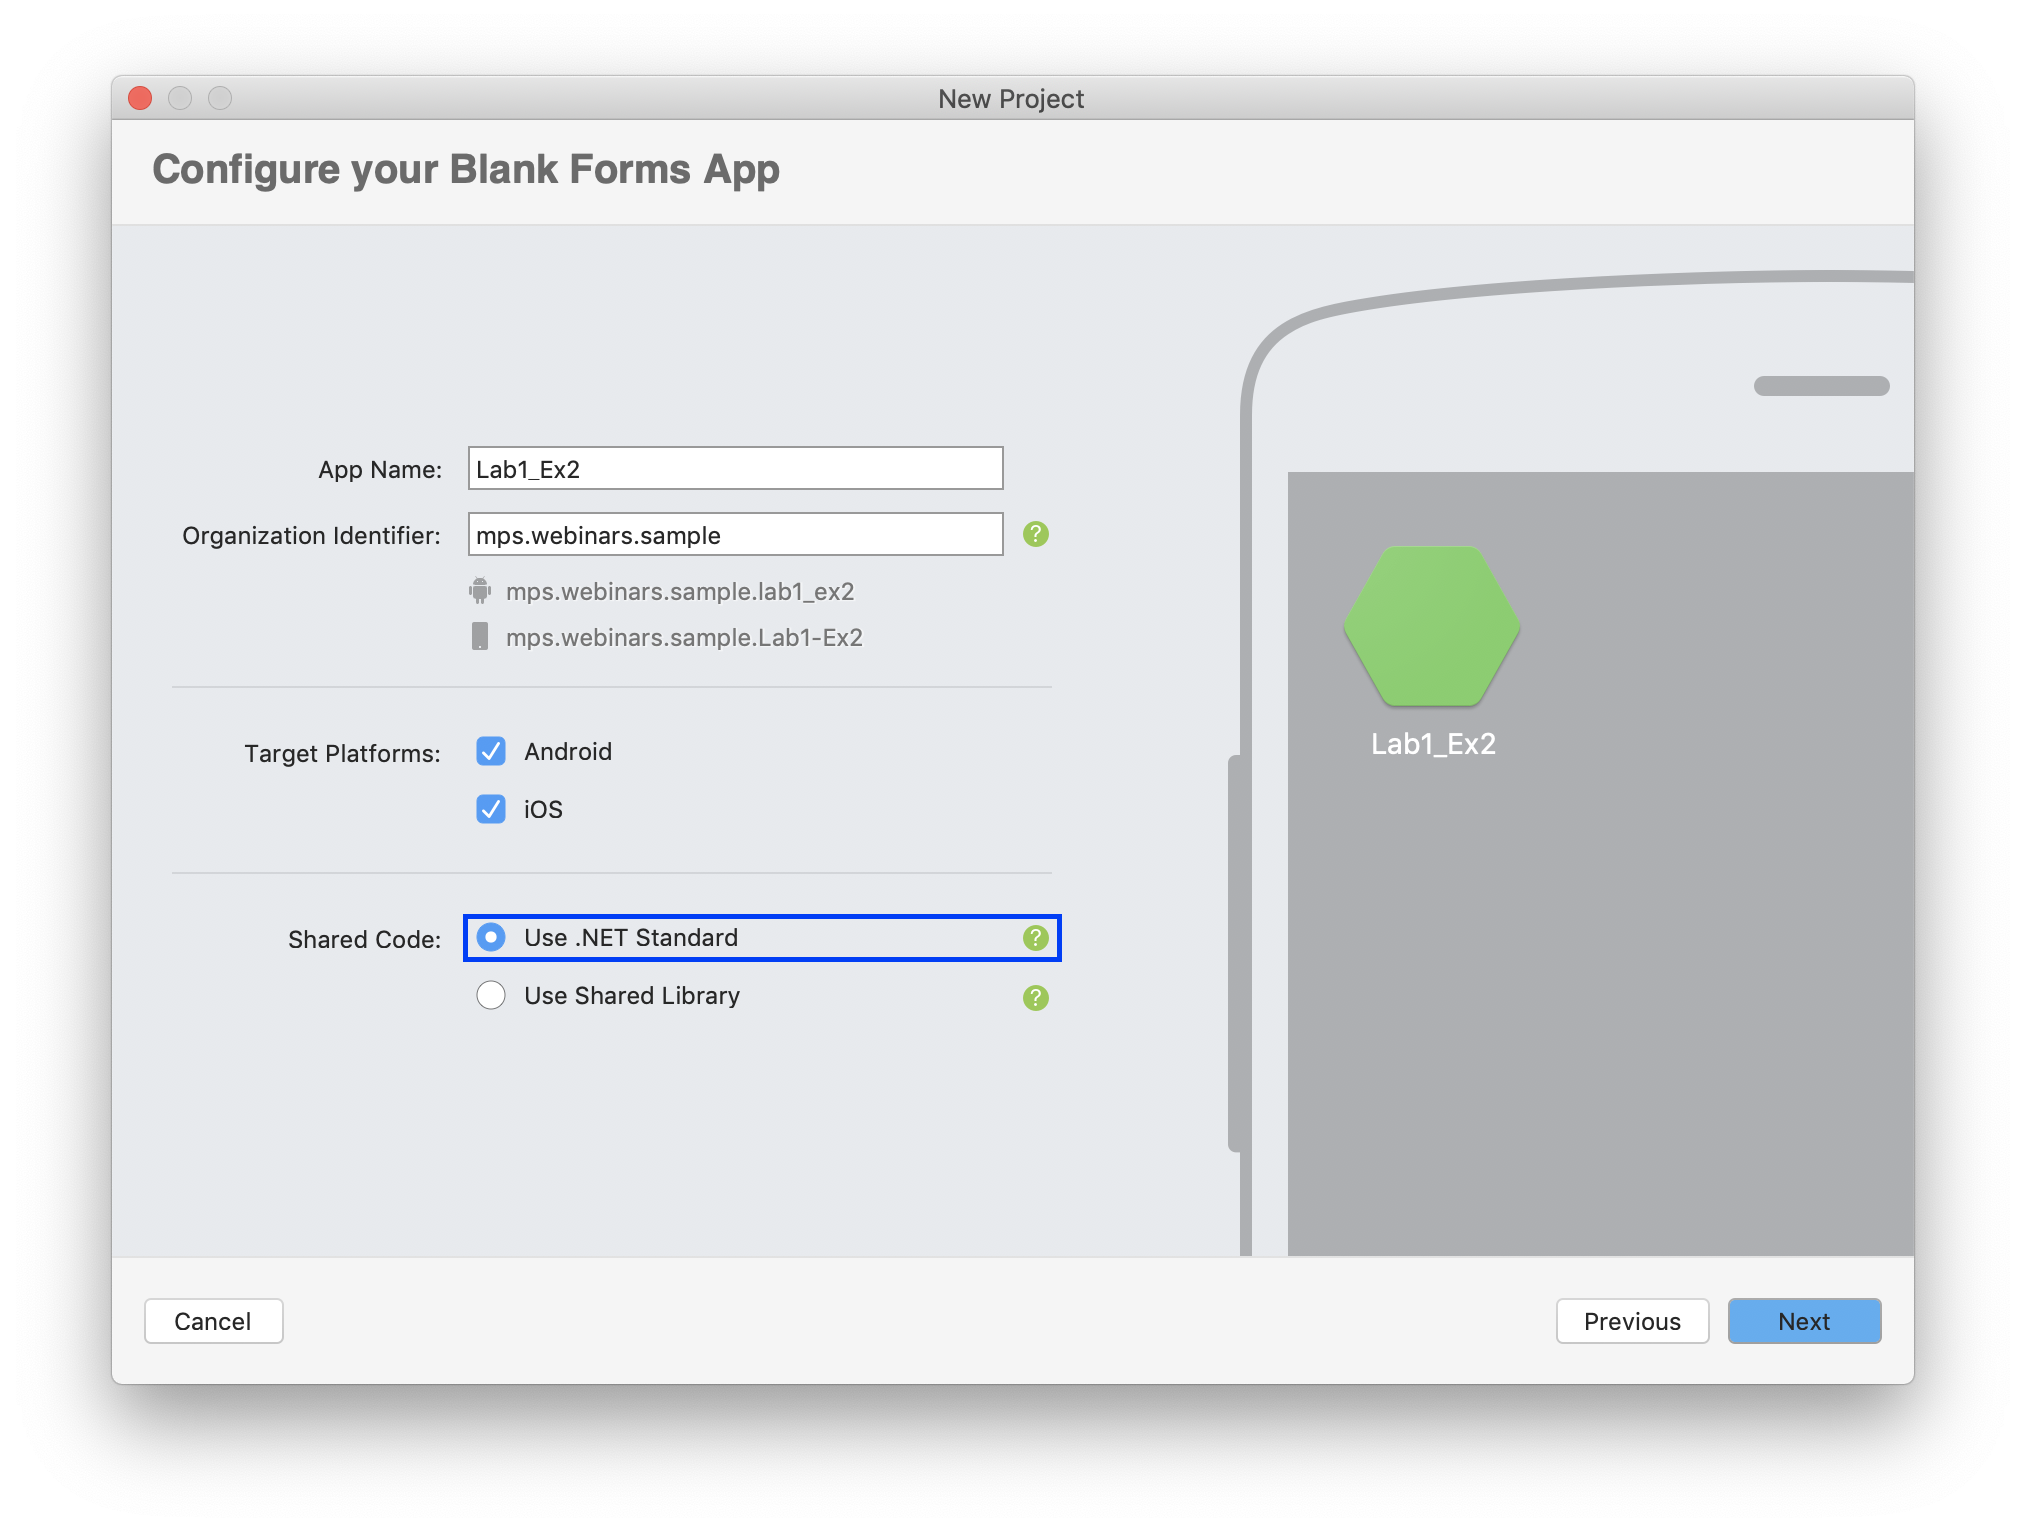 New Project
Configure your Blank Forms App
App Name: Lab1_Ex2
Organization Identifier: mps.webinars.sample ?
mps.webinars.sample.lab1_ex2
mps.webinars.sample.Lab1-Ex2
Target Platforms: Android
iOS
Shared Code: Use .NET Standard ?
Use Shared Library ?
Lab1_Ex2
Cancel Previous Next